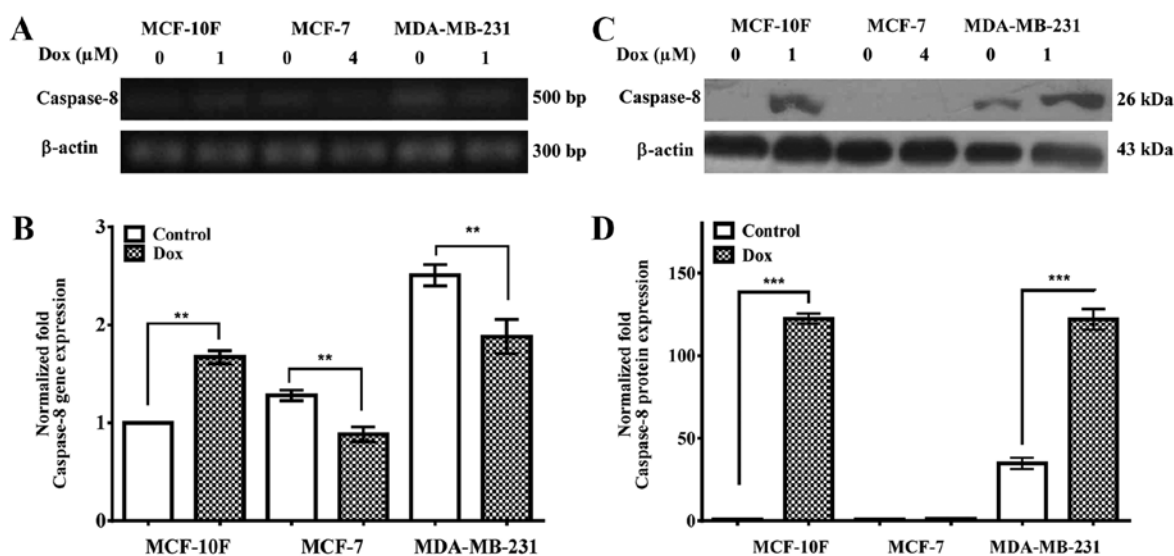 A
MCF-10F MCF-7 MDA-MB-231
Dox (µM) 0 1 0 4 0 1
Caspase-8 500 bp
β-actin 300 bp
C
MCF-10F MCF-7 MDA-MB-231
Dox (µM) 0 1 0 4 0 1
Caspase-8 26 kDa
β-actin 43 kDa
B
Normalized fold
Caspase-8 gene expression
3
2
1
0
Control
Dox
**
**
**
MCF-10F MCF-7 MDA-MB-231
D
Normalized fold
Caspase-8 protein expression
150
100
50
0
Control
Dox
***
***
MCF-10F MCF-7 MDA-MB-231